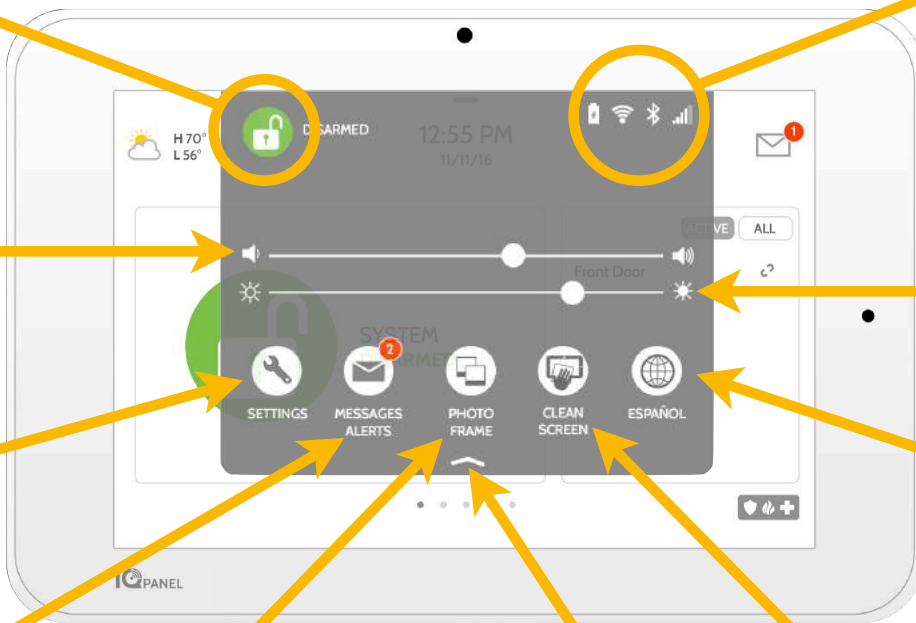 DISARMED
12:55 PM
11/11/16
H 70°
L 56°
1
ACTIVE
ALL
Front Door
SYSTEM
DISARMED
2
SETTINGS
MESSAGES
ALERTS
PHOTO
FRAME
CLEAN
SCREEN
ESPAÑOL
IQ PANEL